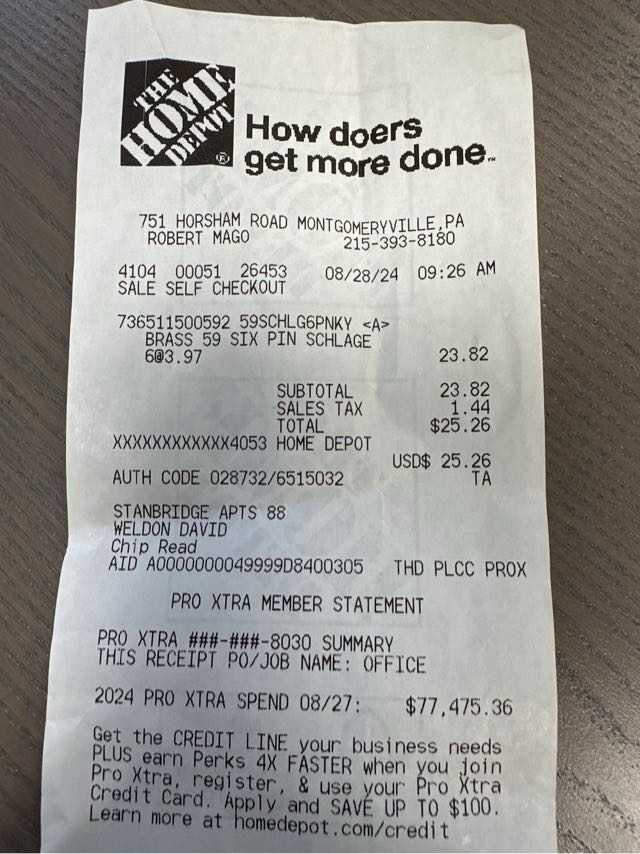 THE
HOME
DEPOT
®
How doers
get more done™
751 HORSHAM ROAD MONTGOMERYVILLE,PA
ROBERT MAGO 215-393-8180
4104 00051 26453 08/28/24 09:26 AM
SALE SELF CHECKOUT
736511500592 59SCHLG6PNKY <A>
BRASS 59 SIX PIN SCHLAGE
6@3.97 23.82
SUBTOTAL 23.82
SALES TAX 1.44
TOTAL $25.26
XXXXXXXXXXXX4053 HOME DEPOT
USD$ 25.26
AUTH CODE 028732/6515032 TA
STANBRIDGE APTS 88
WELDON DAVID
Chip Read
AID A0000000049999D8400305 THD PLCC PROX
PRO XTRA MEMBER STATEMENT
PRO XTRA ###-###-8030 SUMMARY
THIS RECEIPT PO/JOB NAME: OFFICE
2024 PRO XTRA SPEND 08/27: $77,475.36
Get the CREDIT LINE your business needs
PLUS earn Perks 4X FASTER when you join
Pro Xtra, register, & use your Pro Xtra
Credit Card. Apply and SAVE UP TO $100.
Learn more at homedepot.com/credit